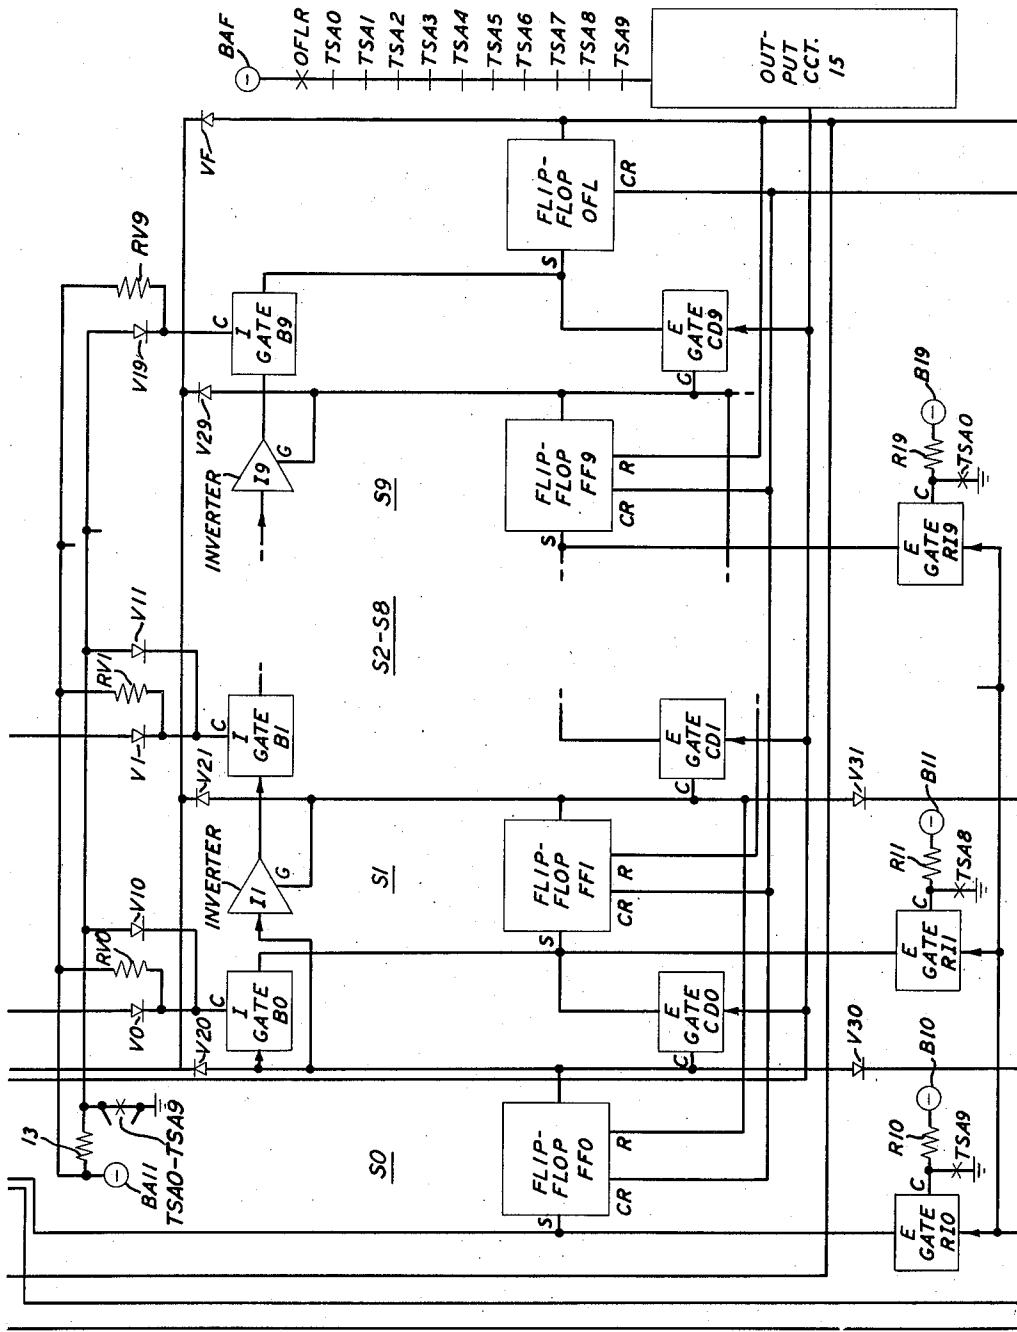 BAF
OFLR
TSA0
TSA1
TSA2
TSA3
TSA4
TSA5
TSA6
TSA7
TSA8
TSA9
OUT-
PUT
CCT.
15
VF
FLIP-
FLOP
OFL
S
CR
RV9
V19
C
I
GATE
B9
E
GATE
CD9
G
V29
INVERTER
I9
G
S9
FLIP-
FLOP
FF9
S
CR
R
R19
B19
TSA0
C
E
GATE
RI9
S2-S8
V11
RV1
V1
C
I
GATE
B1
V21
E
GATE
CD1
C
INVERTER
I1
G
S1
FLIP-
FLOP
FF1
S
CR
R
V31
B11
R11
TSA8
C
E
GATE
RI1
V10
RV0
V0
C
I
GATE
B0
V20
E
GATE
CD0
C
13
BA11
TSA0-TSA9
S0
FLIP-
FLOP
FF0
S
CR
R
V30
B10
R10
TSA9
C
E
GATE
RI0